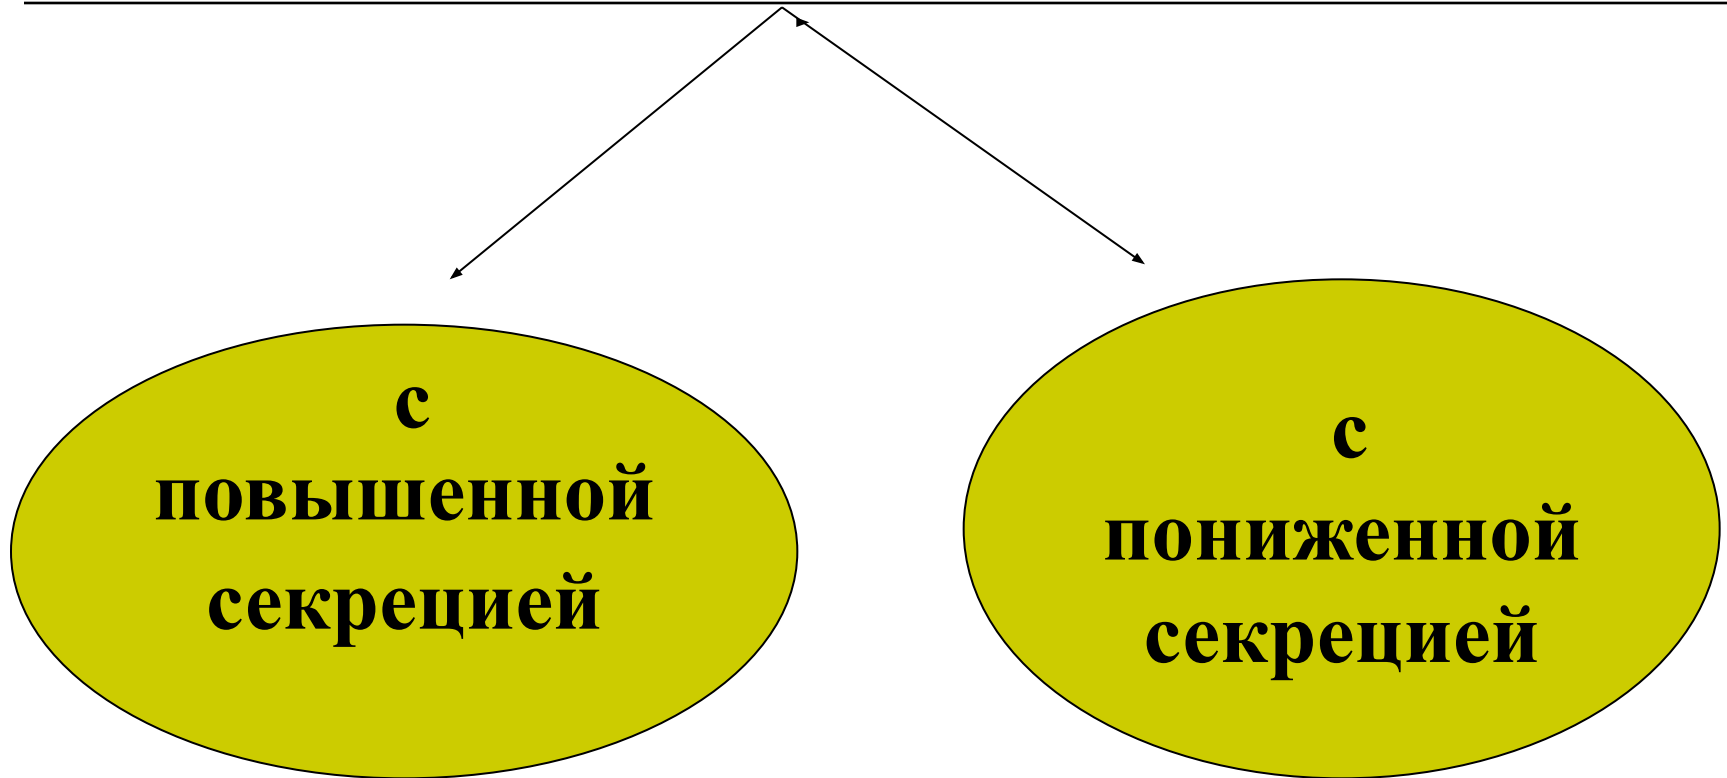 с
повышенной
секрецией
с
пониженной
секрецией